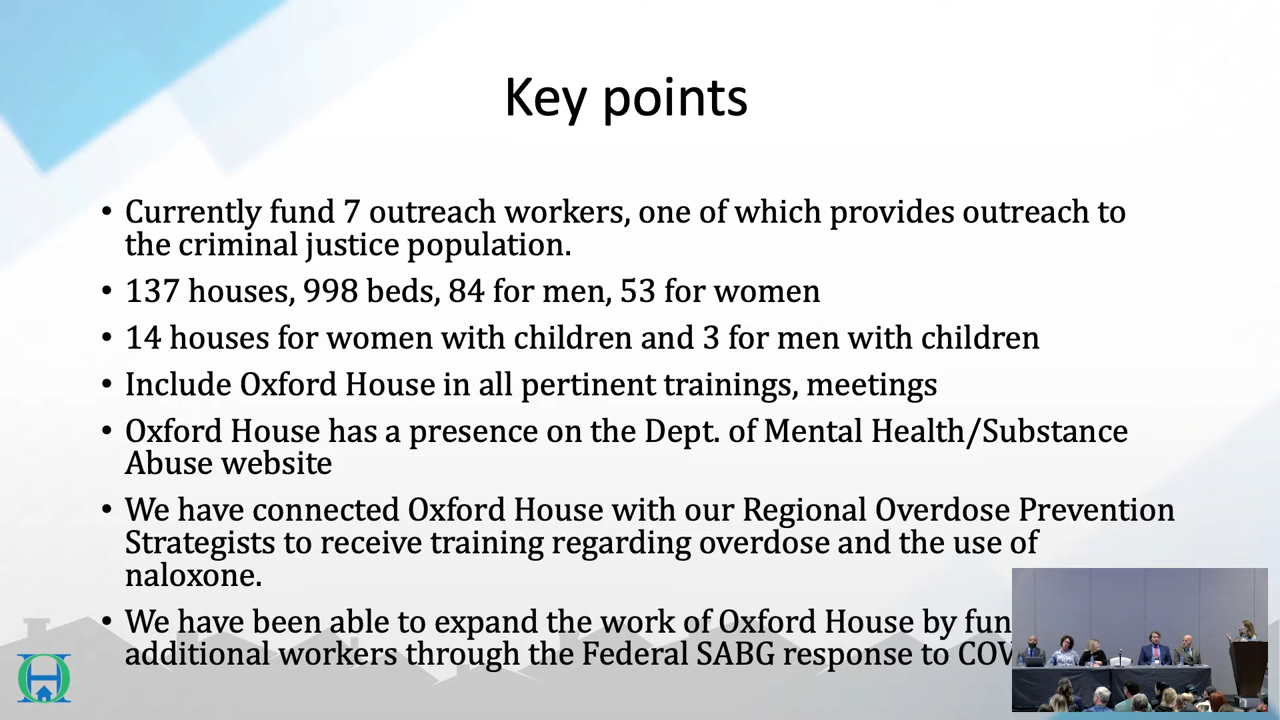 Key points
• Currently fund 7 outreach workers, one of which provides outreach to
the criminal justice population.
• 137 houses, 998 beds, 84 for men, 53 for women
• 14 houses for women with children and 3 for men with children
• Include Oxford House in all pertinent trainings, meetings
• Oxford House has a presence on the Dept. of Mental Health/Substance
Abuse website
• We have connected Oxford House with our Regional Overdose Prevention
Strategists to receive training regarding overdose and the use of
naloxone.
• We have been able to expand the work of Oxford House by
additional workers through the Federal SABG response to